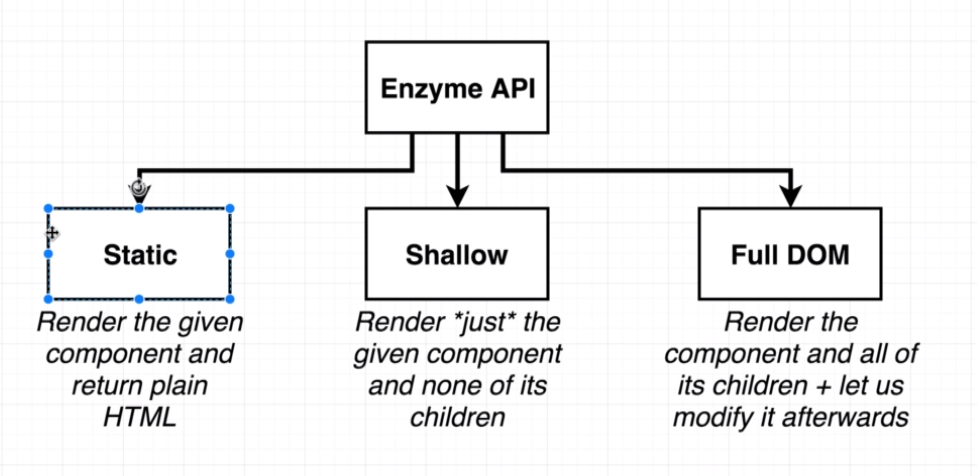 Enzyme API
Static
Render the given
component and
return plain
HTML
Shallow
Render *just* the
given component
and none of its
children
Full DOM
Render the
component and all of
its children + let us
modify it afterwards